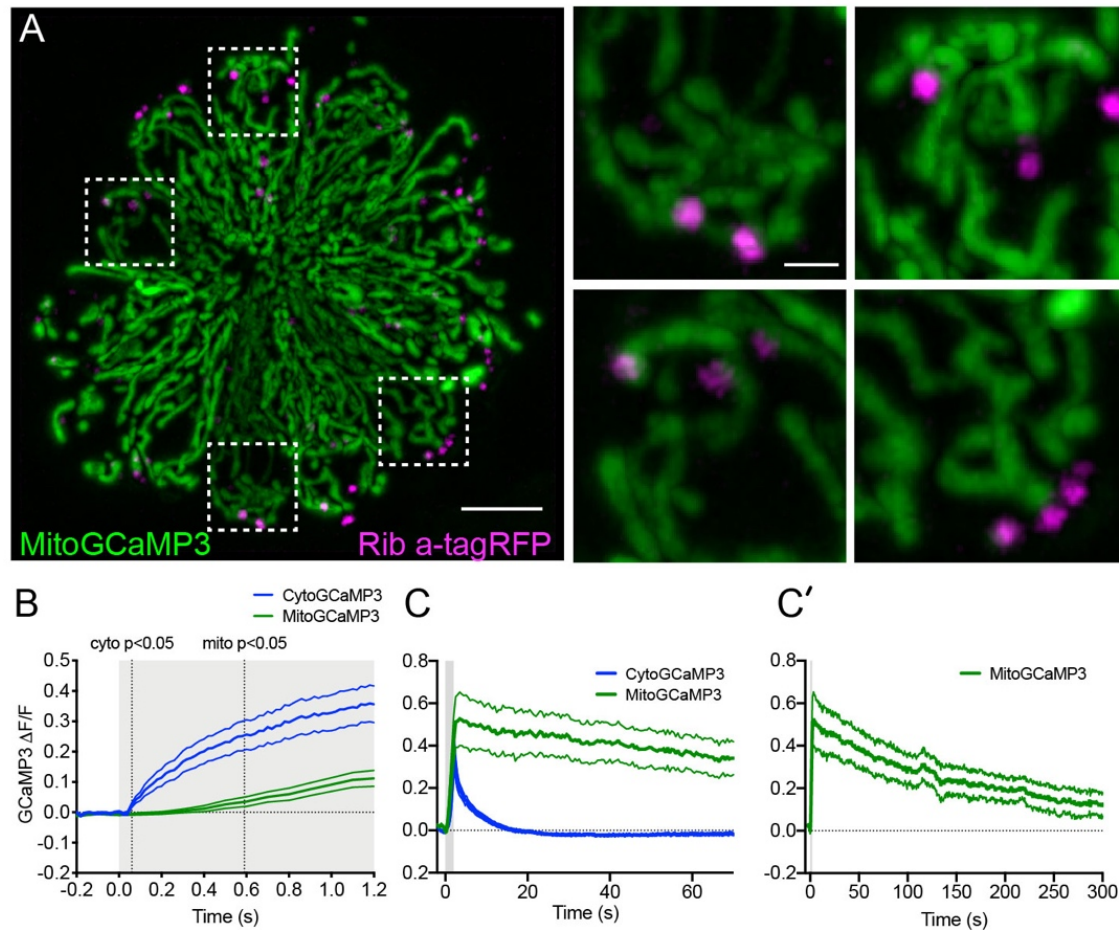 A
MitoGCaMP3
Rib a-tagRFP
B
CytoGCaMP3
MitoGCaMP3
cyto p<0.05
mito p<0.05
GCaMP3 ΔF/F
0.5
0.4
0.3
0.2
0.1
0.0
-0.1
-0.2
-0.2
0.0
0.2
0.4
0.6
0.8
1.0
1.2
Time (s)
C
CytoGCaMP3
MitoGCaMP3
0.8
0.6
0.4
0.2
0.0
0.2
0
20
40
60
Time (s)
C′
MitoGCaMP3
0.8
0.6
0.4
0.2
0.0
0.2
0
50
100
150
200
250
300
Time (s)